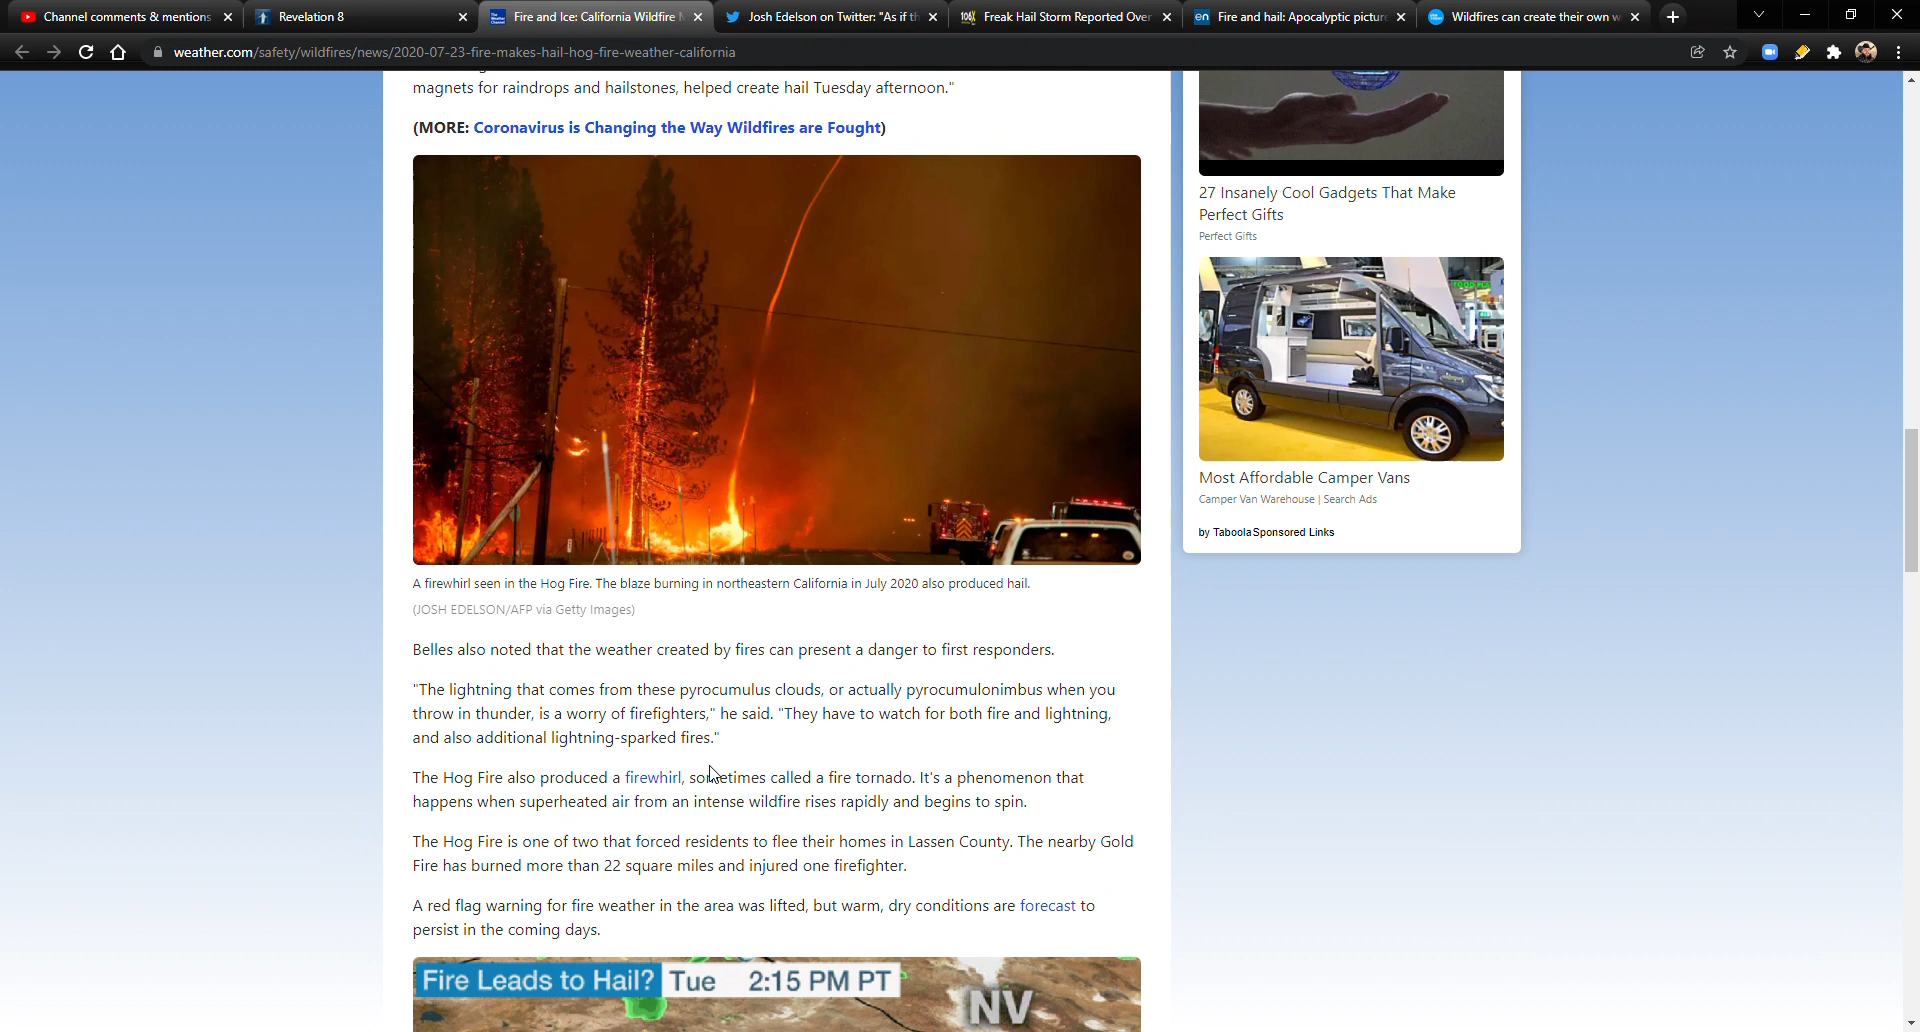 Channel comments & mentions
Revelation 8
Fire and Ice: California Wildfire
Josh Edelson on Twitter: "As if th
Freak Hail Storm Reported Over
Fire and hail: Apocalyptic picture
Wildfires can create their own w
weather.com/safety/wildfires/news/2020-07-23-fire-makes-hail-hog-fire-weather-california
magnets for raindrops and hailstones, helped create hail Tuesday afternoon."
(MORE: Coronavirus is Changing the Way Wildfires are Fought)
A firewhirl seen in the Hog Fire. The blaze burning in northeastern California in July 2020 also produced hail.
(JOSH EDELSON/AFP via Getty Images)
Belles also noted that the weather created by fires can present a danger to first responders.
"The lightning that comes from these pyrocumulus clouds, or actually pyrocumulonimbus when you
throw in thunder, is a worry of firefighters," he said. "They have to watch for both fire and lightning,
and also additional lightning-sparked fires."
The Hog Fire also produced a firewhirl, sometimes called a fire tornado. It's a phenomenon that
happens when superheated air from an intense wildfire rises rapidly and begins to spin.
The Hog Fire is one of two that forced residents to flee their homes in Lassen County. The nearby Gold
Fire has burned more than 22 square miles and injured one firefighter.
A red flag warning for fire weather in the area was lifted, but warm, dry conditions are forecast to
persist in the coming days.
Fire Leads to Hail? Tue 2:15 PM PT
NV
27 Insanely Cool Gadgets That Make
Perfect Gifts
Perfect Gifts
Most Affordable Camper Vans
Camper Van Warehouse | Search Ads
by Taboola Sponsored Links